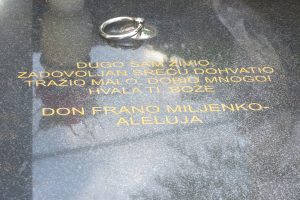 DUGO SAM ŽIVIO,
ZADOVOLJAN SREĆU DOHVATIO
TRAŽIO MALO, DOBIO MNOGO!
HVALA TI, BOŽE
DON FRANO MILJENKO-
ALELUJA